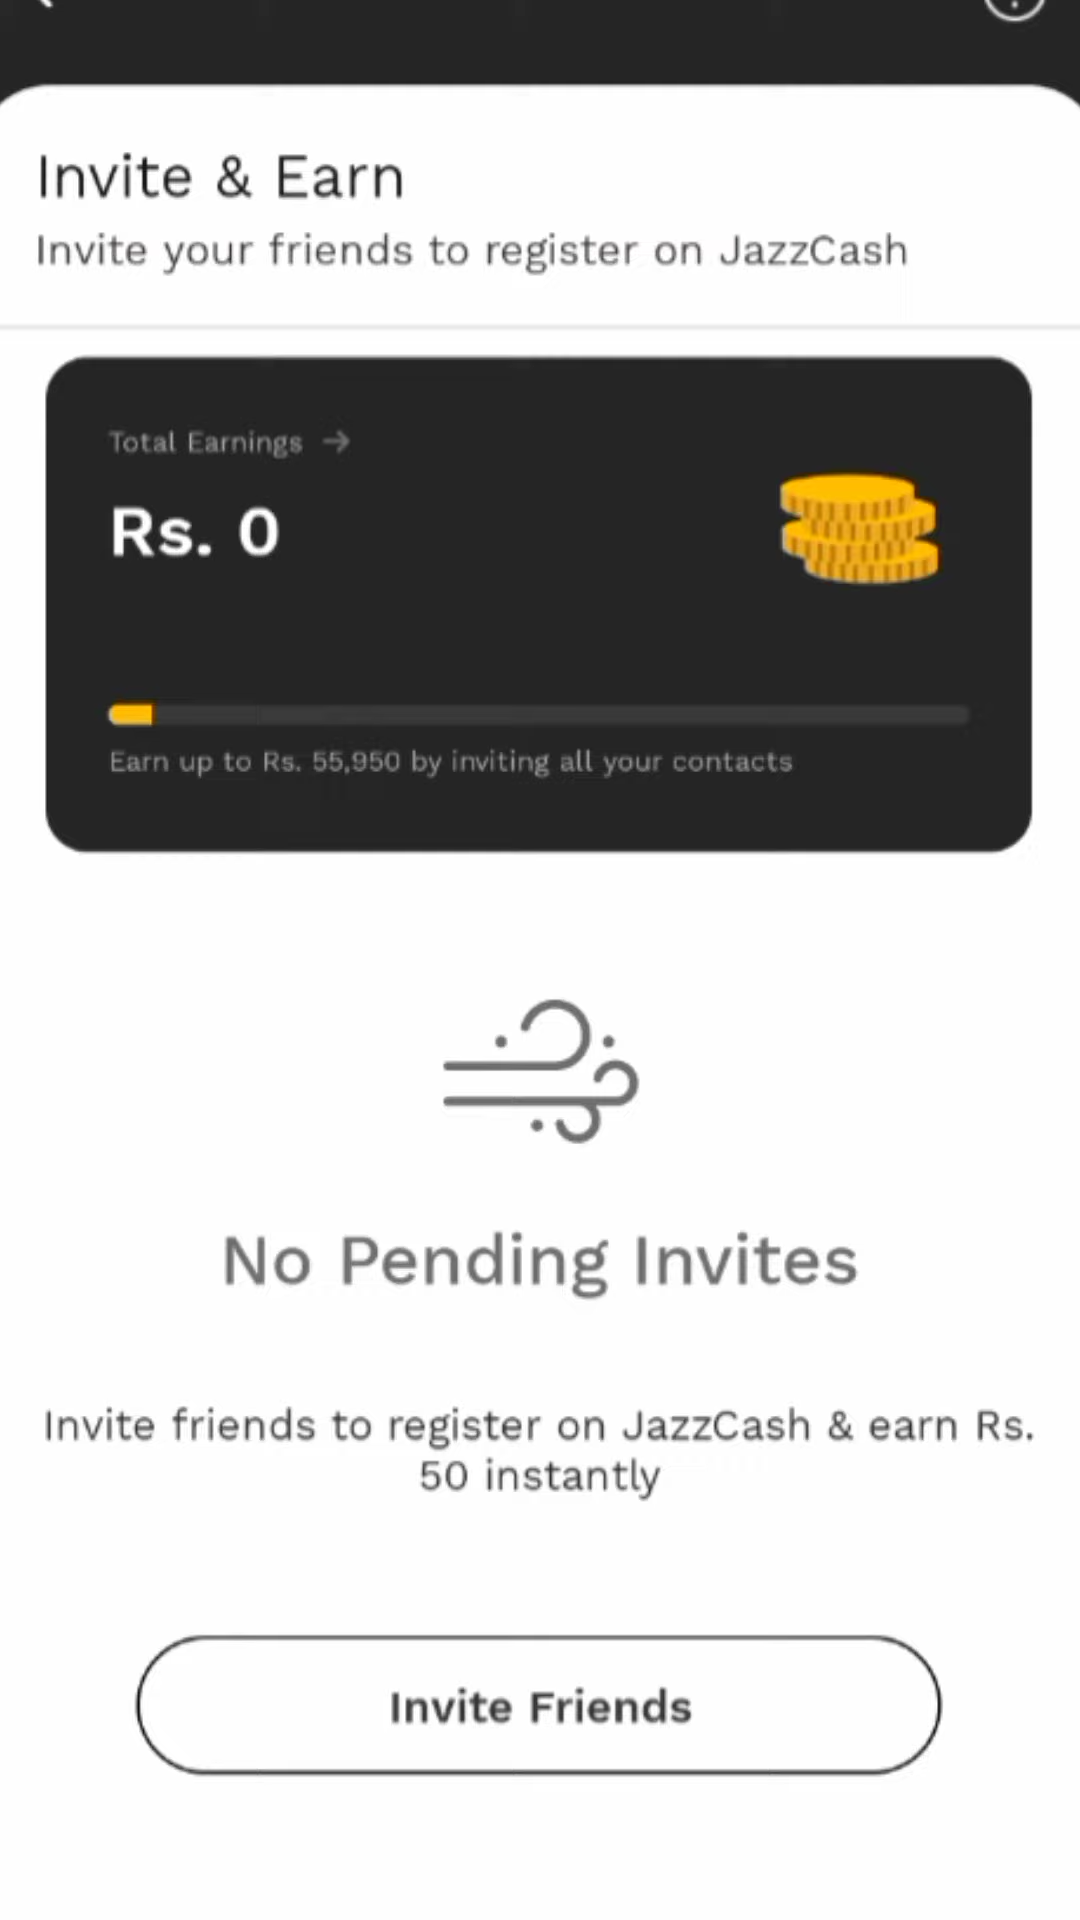 Invite & Earn
Invite your friends to register on JazzCash
Total Earnings →
Rs. 0
Earn up to Rs. 55,950 by inviting all your contacts
No Pending Invites
Invite friends to register on JazzCash & earn Rs.
50 instantly
Invite Friends